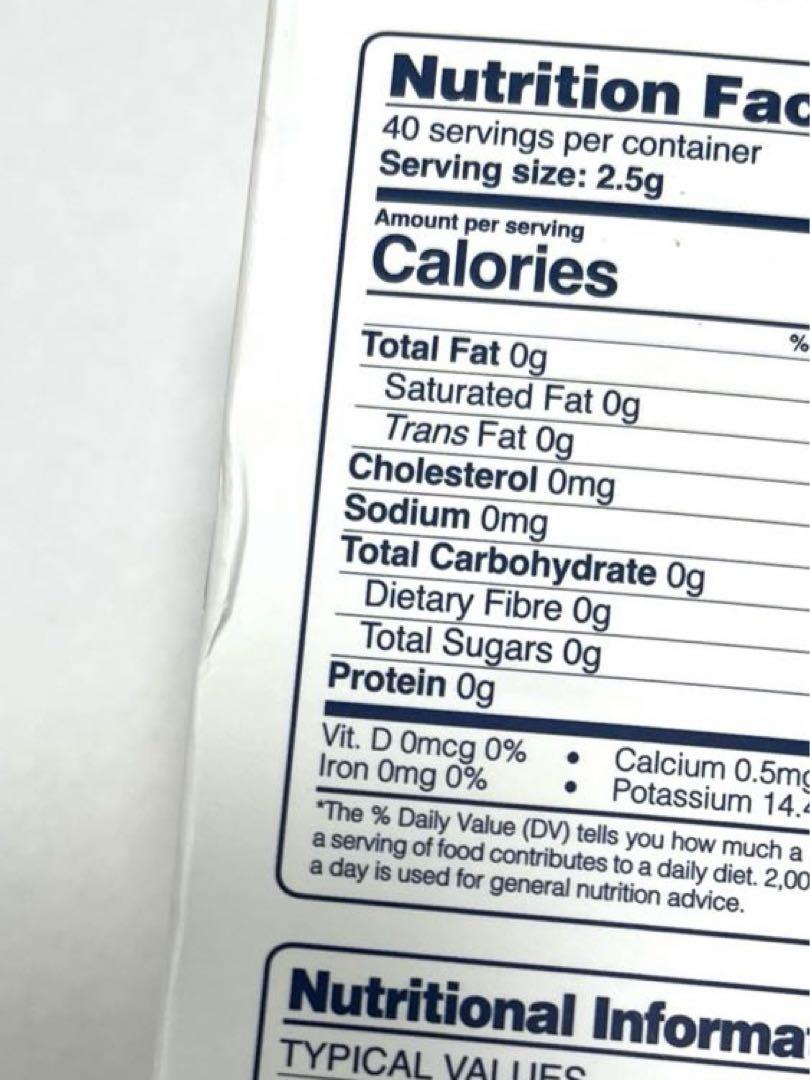 Nutrition Fac
40 servings per container
Serving size: 2.5g
Amount per serving
Calories
%
Total Fat 0g
Saturated Fat 0g
Trans Fat 0g
Cholesterol 0mg
Sodium 0mg
Total Carbohydrate 0g
Dietary Fibre 0g
Total Sugars 0g
Protein 0g
Vit. D 0mcg 0% • Calcium 0.5mg
Iron 0mg 0% • Potassium 14.4
*The % Daily Value (DV) tells you how much a
a serving of food contributes to a daily diet. 2,00
a day is used for general nutrition advice.
Nutritional Informa
TYPICAL VALUES